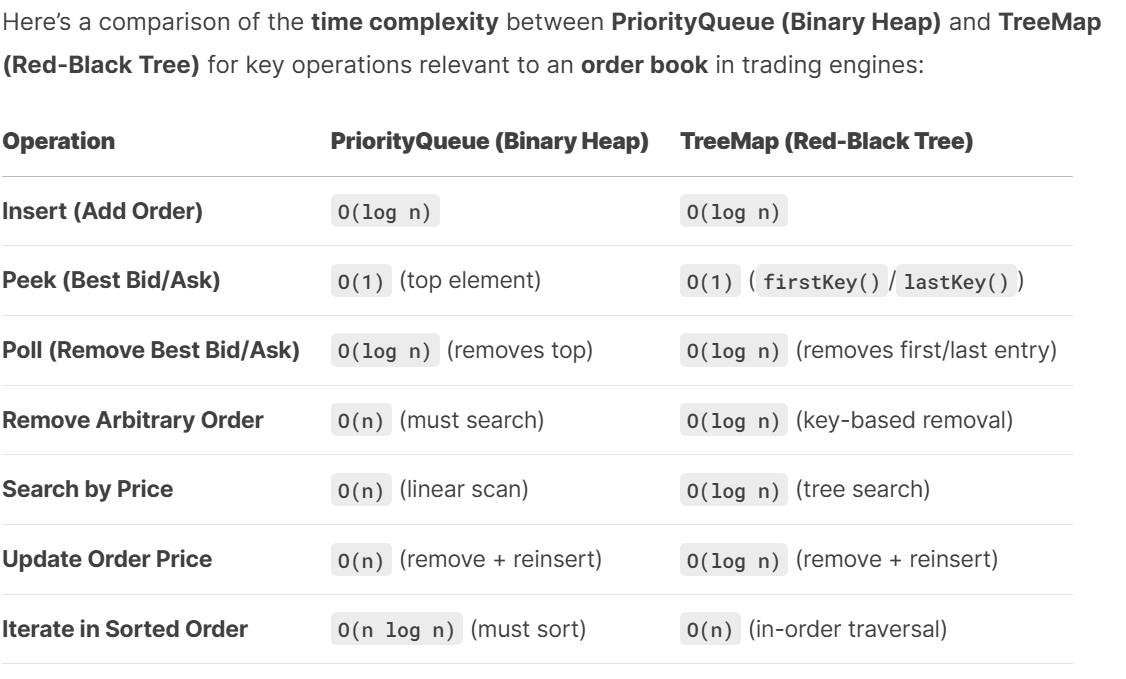 Here’s a comparison of the time complexity between PriorityQueue (Binary Heap) and TreeMap
(Red-Black Tree) for key operations relevant to an order book in trading engines:
Operation PriorityQueue (Binary Heap) TreeMap (Red-Black Tree)
Insert (Add Order) O(log n) O(log n)
Peek (Best Bid/Ask) O(1) (top element) O(1) (firstKey()/lastKey())
Poll (Remove Best Bid/Ask) O(log n) (removes top) O(log n) (removes first/last entry)
Remove Arbitrary Order O(n) (must search) O(log n) (key-based removal)
Search by Price O(n) (linear scan) O(log n) (tree search)
Update Order Price O(n) (remove + reinsert) O(log n) (remove + reinsert)
Iterate in Sorted Order O(n log n) (must sort) O(n) (in-order traversal)